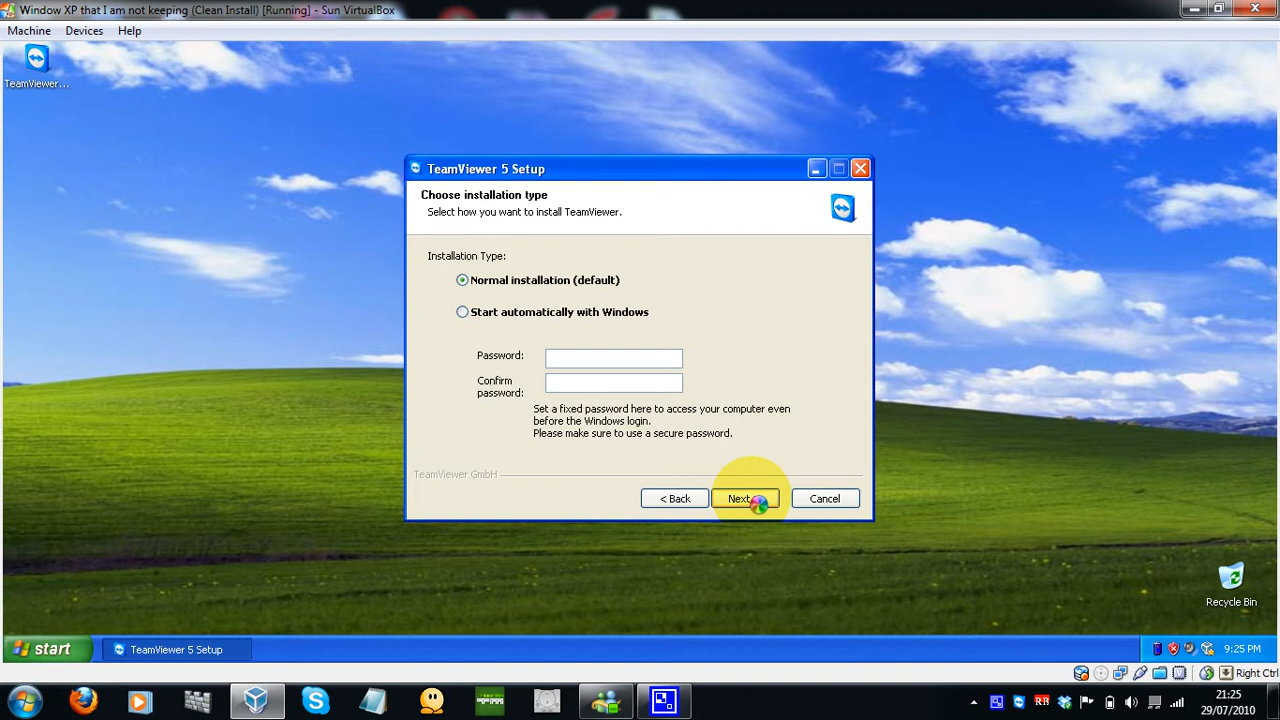 Window XP that I am not keeping (Clean Install) [Running] - Sun VirtualBox
Machine Devices Help
TeamViewer...
TeamViewer 5 Setup
Choose installation type
Select how you want to install TeamViewer.
Installation Type:
Normal installation (default)
Start automatically with Windows
Password:
Confirm
password:
Set a fixed password here to access your computer even
before the Windows login.
Please make sure to use a secure password.
TeamViewer GmbH
< Back Next Cancel
Recycle Bin
start TeamViewer 5 Setup 9:25 PM
Right Ctrl
21:25
29/07/2010